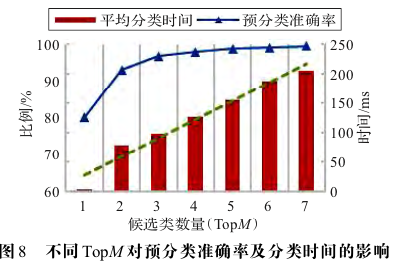 平均分类时间 预分类准确率
100 250
90 200
80 150
100
70 50
60 0
比例/%
时间/ms
1 2 3 4 5 6 7
候选类数量(TopM)
图8 不同TopM对预分类准确率及分类时间的影响